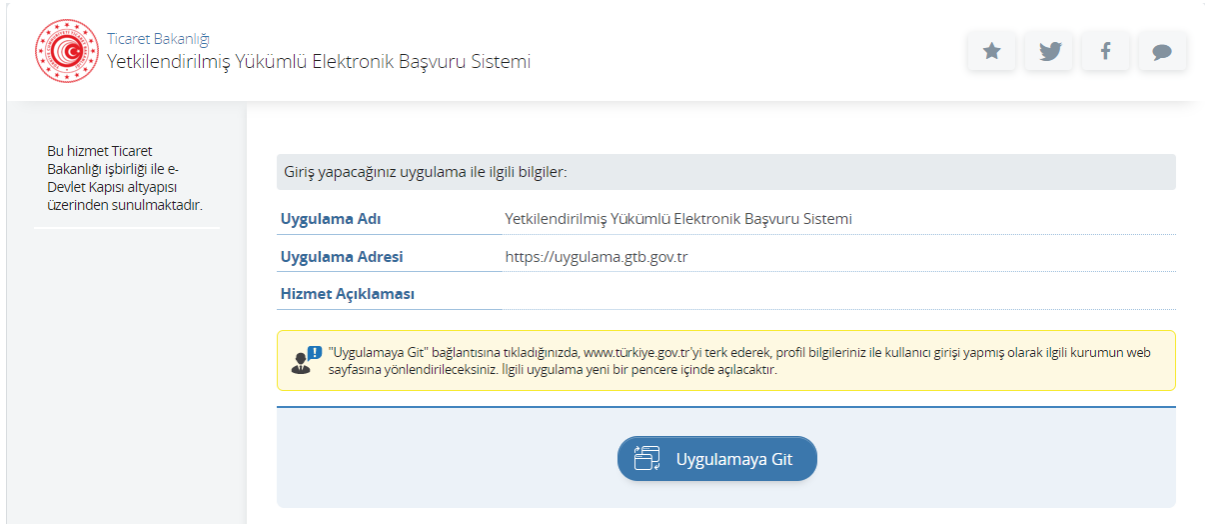 Ticaret Bakanlığı
Yetkilendirilmiş Yükümlü Elektronik Başvuru Sistemi
Bu hizmet Ticaret
Bakanlığı işbirliği ile e-
Devlet Kapısı altyapısı
üzerinden sunulmaktadır.
Giriş yapacağınız uygulama ile ilgili bilgiler:
Uygulama Adı Yetkilendirilmiş Yükümlü Elektronik Başvuru Sistemi
Uygulama Adresi https://uygulama.gtb.gov.tr
Hizmet Açıklaması
"Uygulamaya Git" bağlantısına tıkladığınızda, www.türkiye.gov.tr'yi terk ederek, profil bilgileriniz ile kullanıcı girişi yapmış olarak ilgili kurumun web
sayfasına yönlendirileceksiniz. İlgili uygulama yeni bir pencere içinde açılacaktır.
Uygulamaya Git